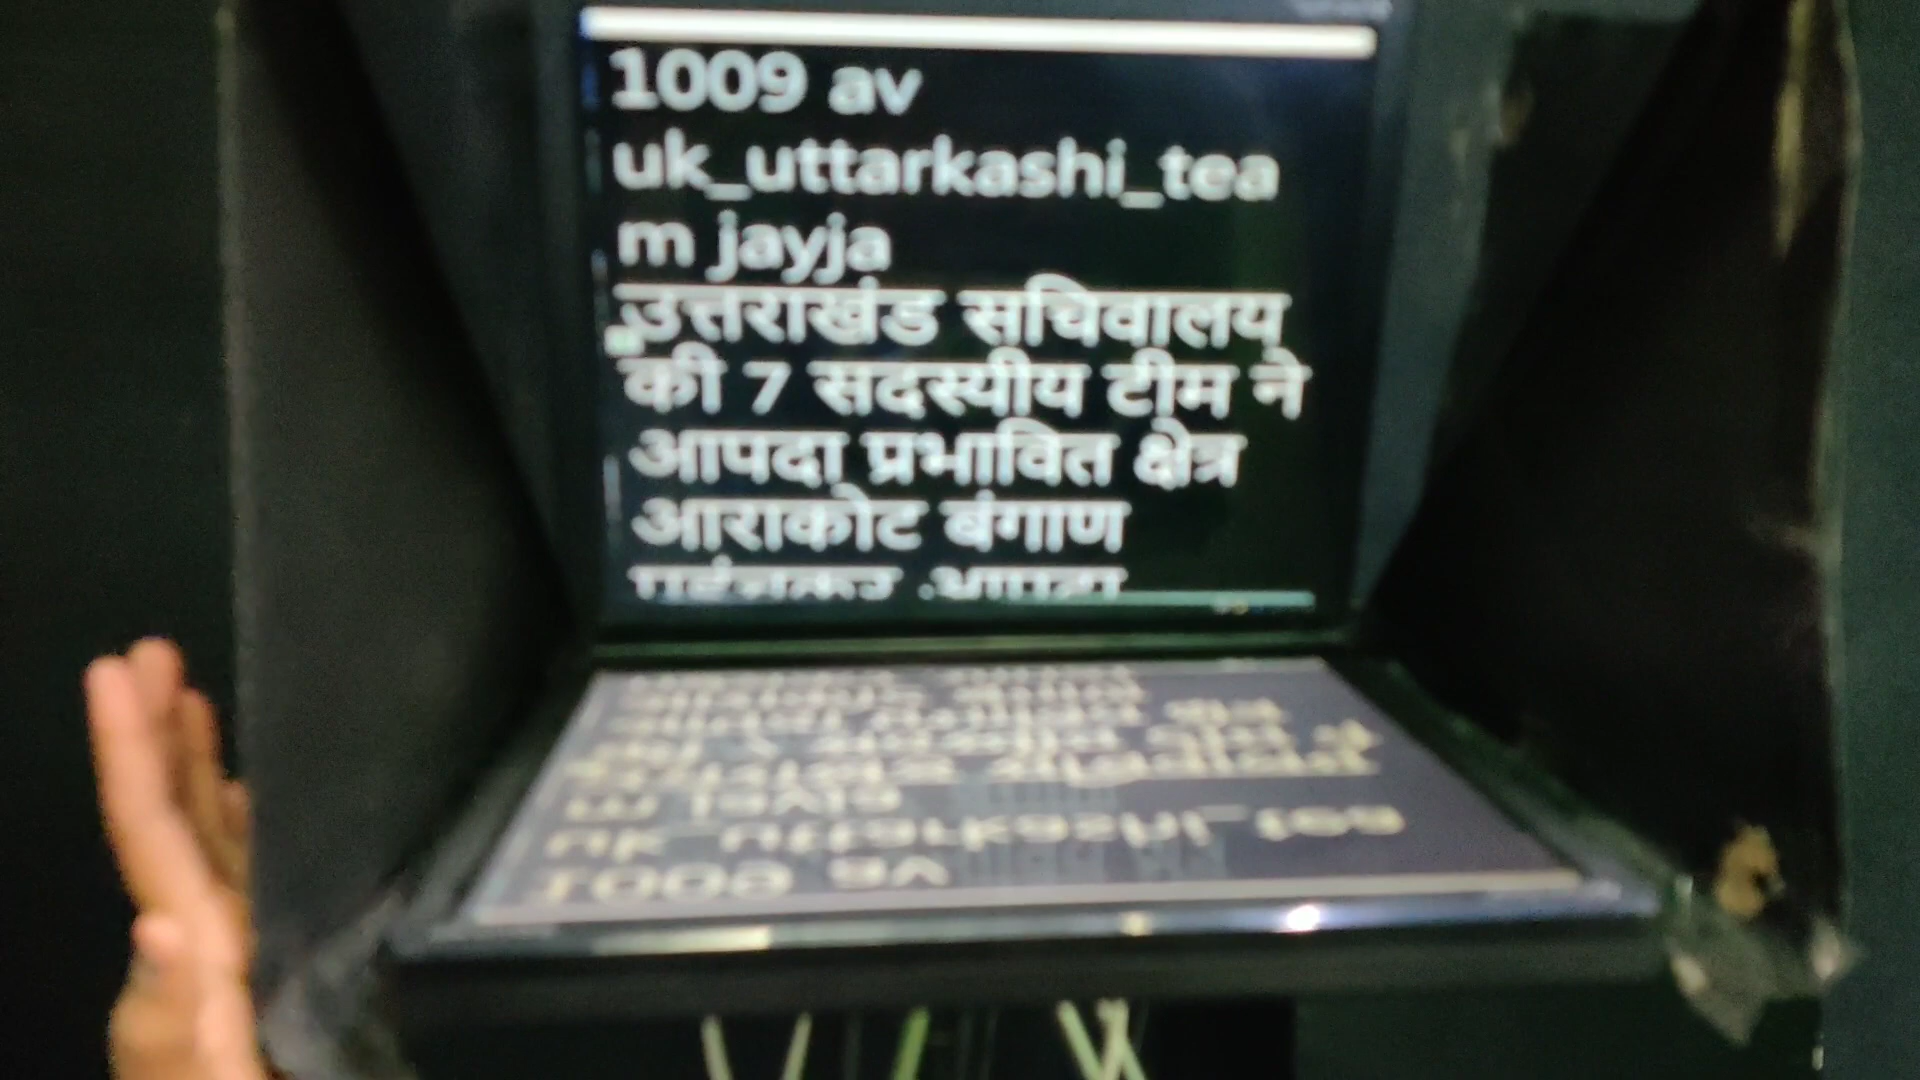 1009 av
uk_uttarkashi_tea
m jayja
उत्तराखंड सचिवालय
की 7 सदस्यीय टीम ने
आपदा प्रभावित क्षेत्र
आराकोट बंगाण